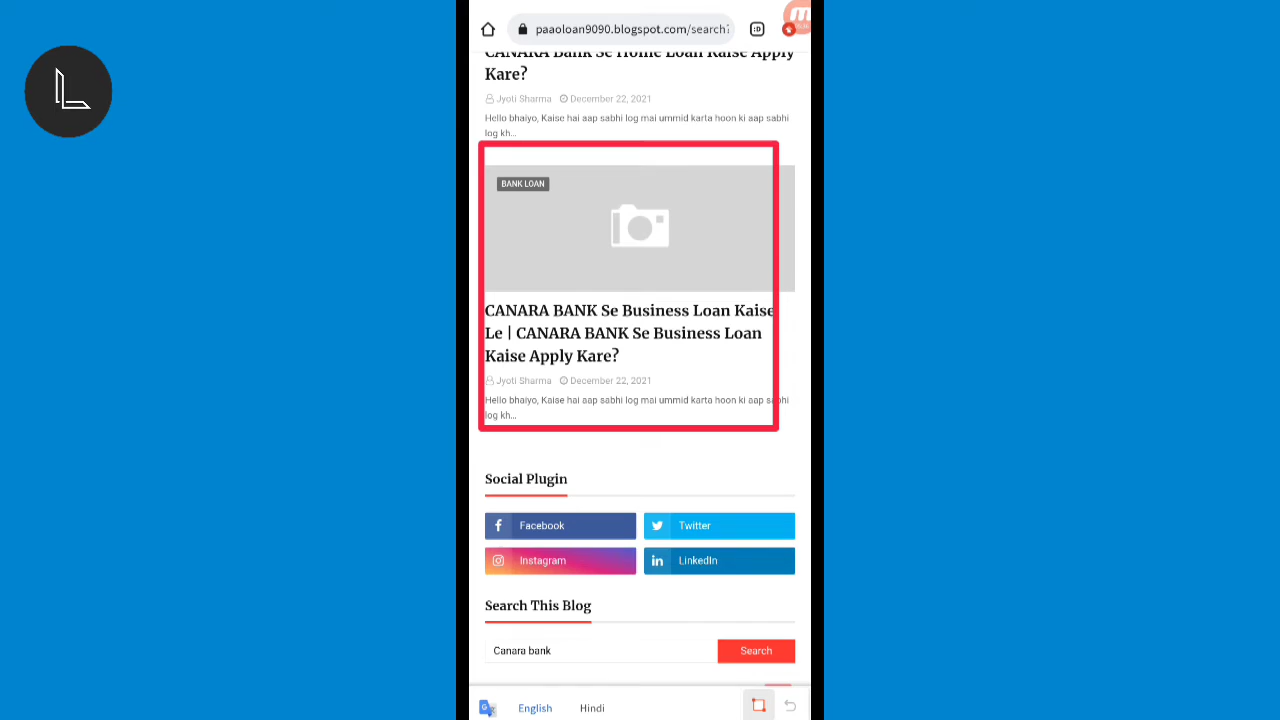 paaoloan9090.blogspot.com/search
:D
CANARA Bank Se Home Loan Kaise Apply
Kare?
Jyoti Sharma December 22, 2021
Hello bhaiyo, Kaise hai aap sabhi log mai ummid karta hoon ki aap sabhi
log kh...
BANK LOAN
CANARA BANK Se Business Loan Kaise
Le | CANARA BANK Se Business Loan
Kaise Apply Kare?
Jyoti Sharma December 22, 2021
Hello bhaiyo, Kaise hai aap sabhi log mai ummid karta hoon ki aap sabhi
log kh...
Social Plugin
Facebook
Twitter
Instagram
LinkedIn
Search This Blog
Canara bank
Search
English
Hindi